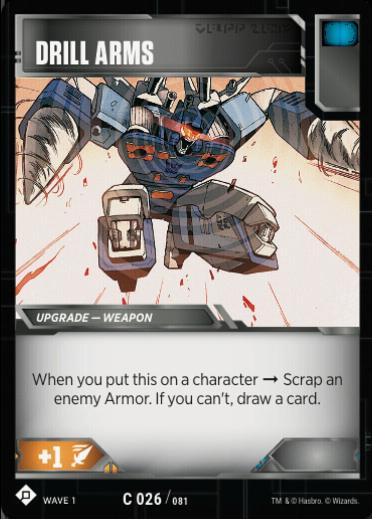 DRILL ARMS
UPGRADE – WEAPON
When you put this on a character → Scrap an
enemy Armor. If you can't, draw a card.
+1
WAVE 1
C 026 / 081
TM & © Hasbro. © Wizards.